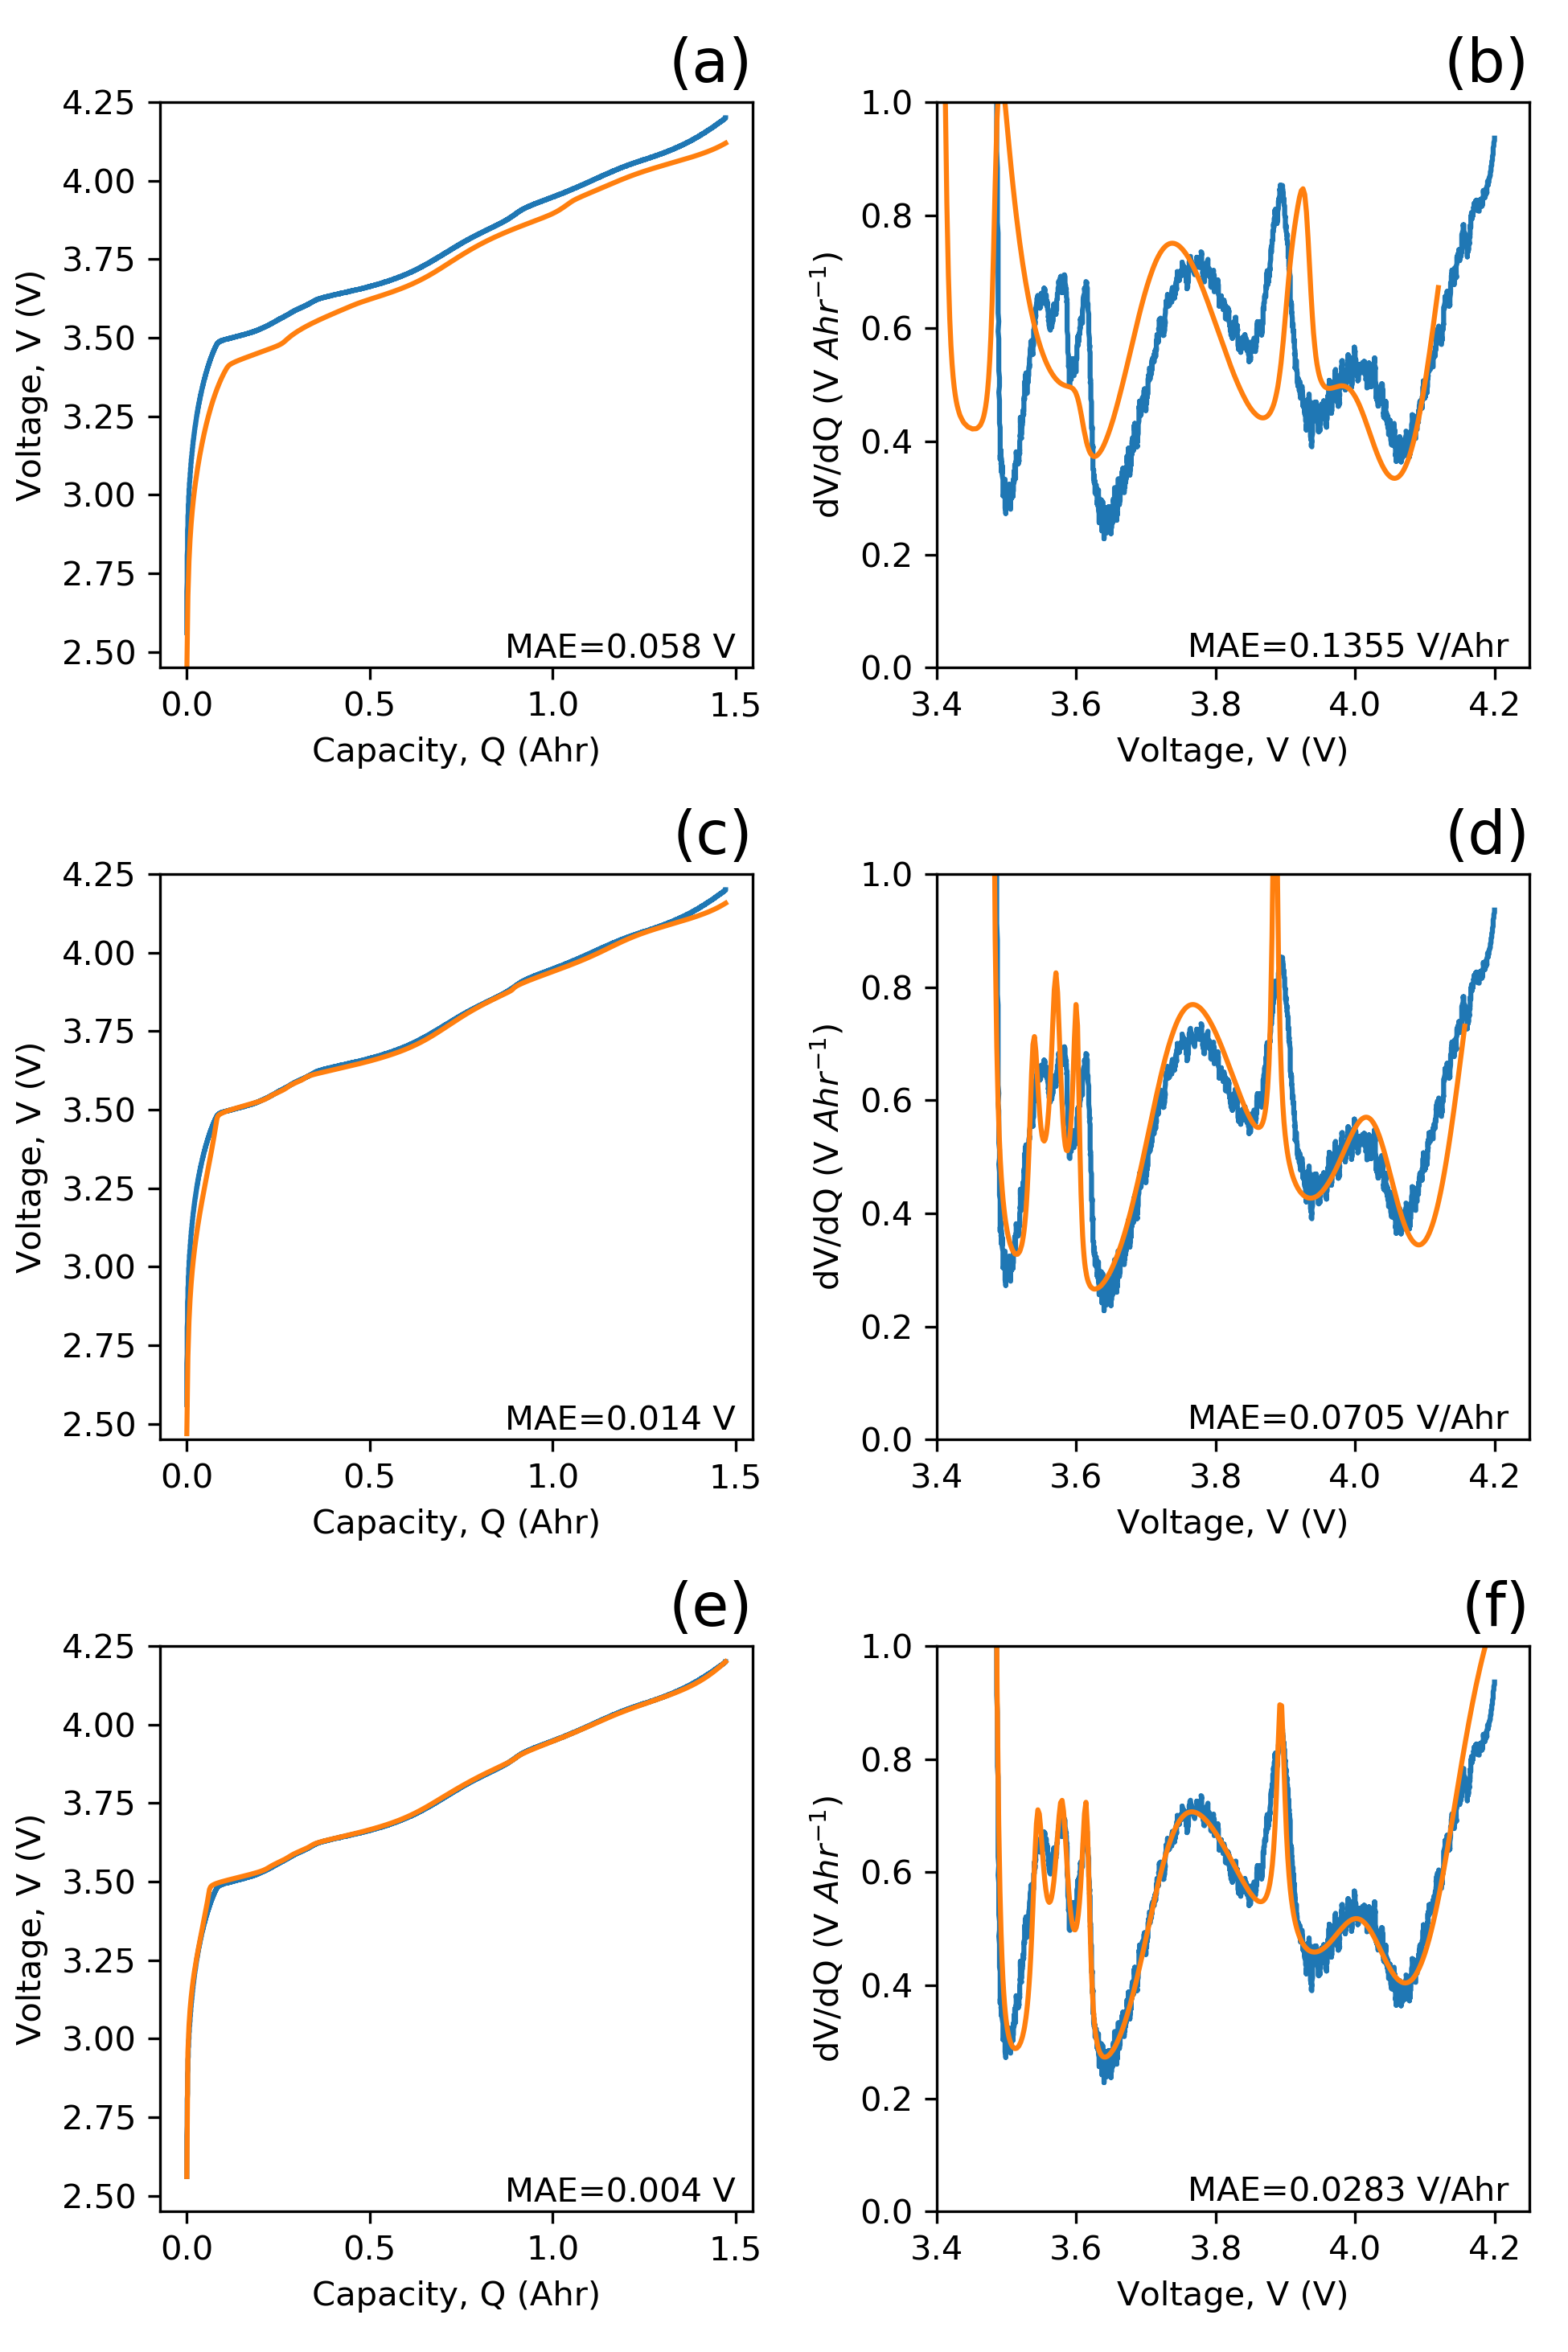 (a)
4.25
4.00
3.75
3.50
3.25
3.00
2.75
2.50
Voltage, V (V)
MAE=0.058 V
0.0 0.5 1.0 1.5
Capacity, Q (Ahr)
(b)
1.0
0.8
0.6
0.4
0.2
0.0
dV/dQ (V Ahr⁻¹)
MAE=0.1355 V/Ahr
3.4 3.6 3.8 4.0 4.2
Voltage, V (V)
(c)
4.25
4.00
3.75
3.50
3.25
3.00
2.75
2.50
Voltage, V (V)
MAE=0.014 V
0.0 0.5 1.0 1.5
Capacity, Q (Ahr)
(d)
1.0
0.8
0.6
0.4
0.2
0.0
dV/dQ (V Ahr⁻¹)
MAE=0.0705 V/Ahr
3.4 3.6 3.8 4.0 4.2
Voltage, V (V)
(e)
4.25
4.00
3.75
3.50
3.25
3.00
2.75
2.50
Voltage, V (V)
MAE=0.004 V
0.0 0.5 1.0 1.5
Capacity, Q (Ahr)
(f)
1.0
0.8
0.6
0.4
0.2
0.0
dV/dQ (V Ahr⁻¹)
MAE=0.0283 V/Ahr
3.4 3.6 3.8 4.0 4.2
Voltage, V (V)